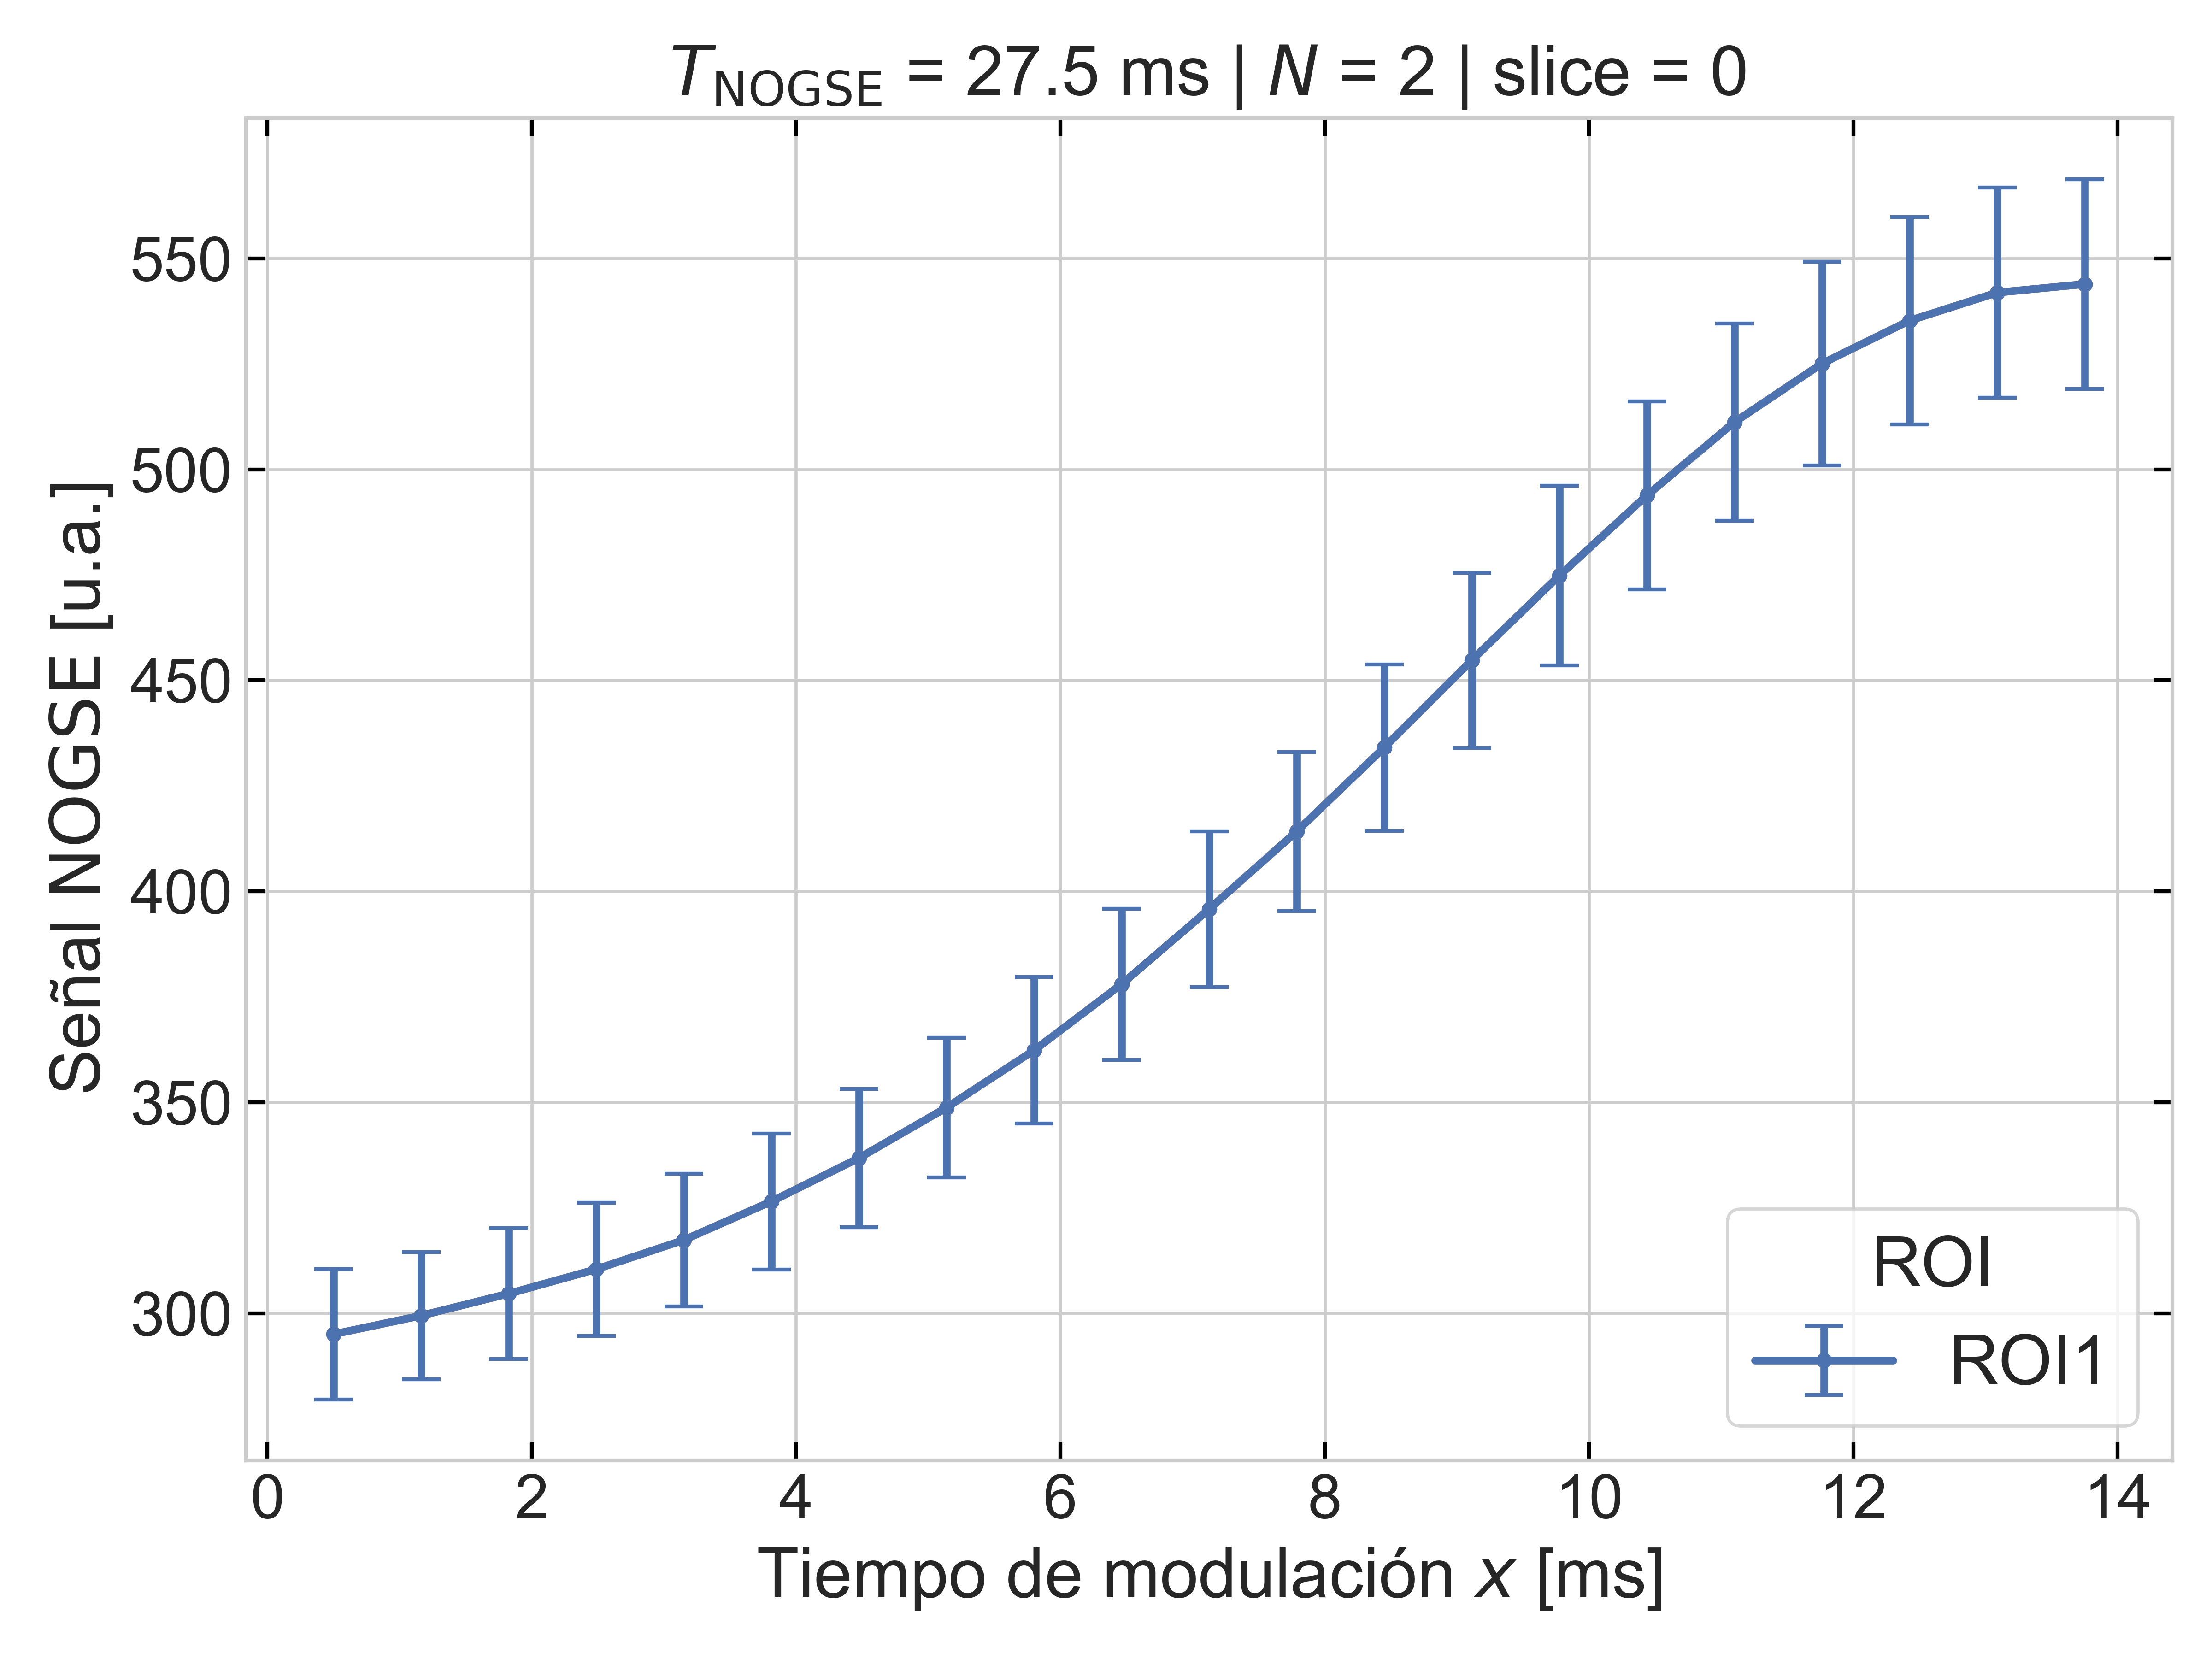 T_NOGSE = 27.5 ms | N = 2 | slice = 0
Señal NOGSE [u.a.]
550
500
450
400
350
300
ROI
ROI1
0 2 4 6 8 10 12 14
Tiempo de modulación x [ms]